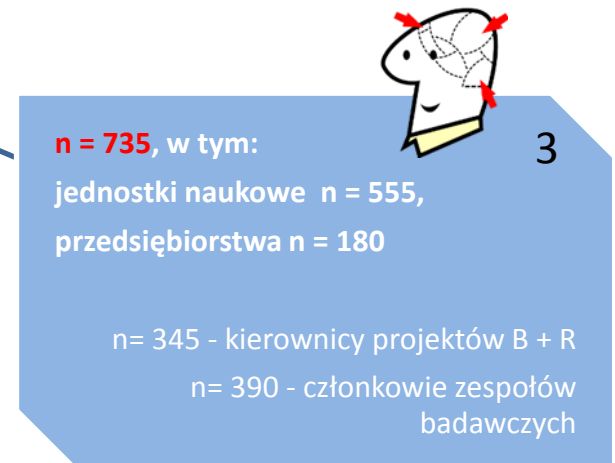 3
n = 735, w tym:
jednostki naukowe n = 555,
przedsiębiorstwa n = 180
n= 345 - kierownicy projektów B + R
n= 390 - członkowie zespołów
badawczych